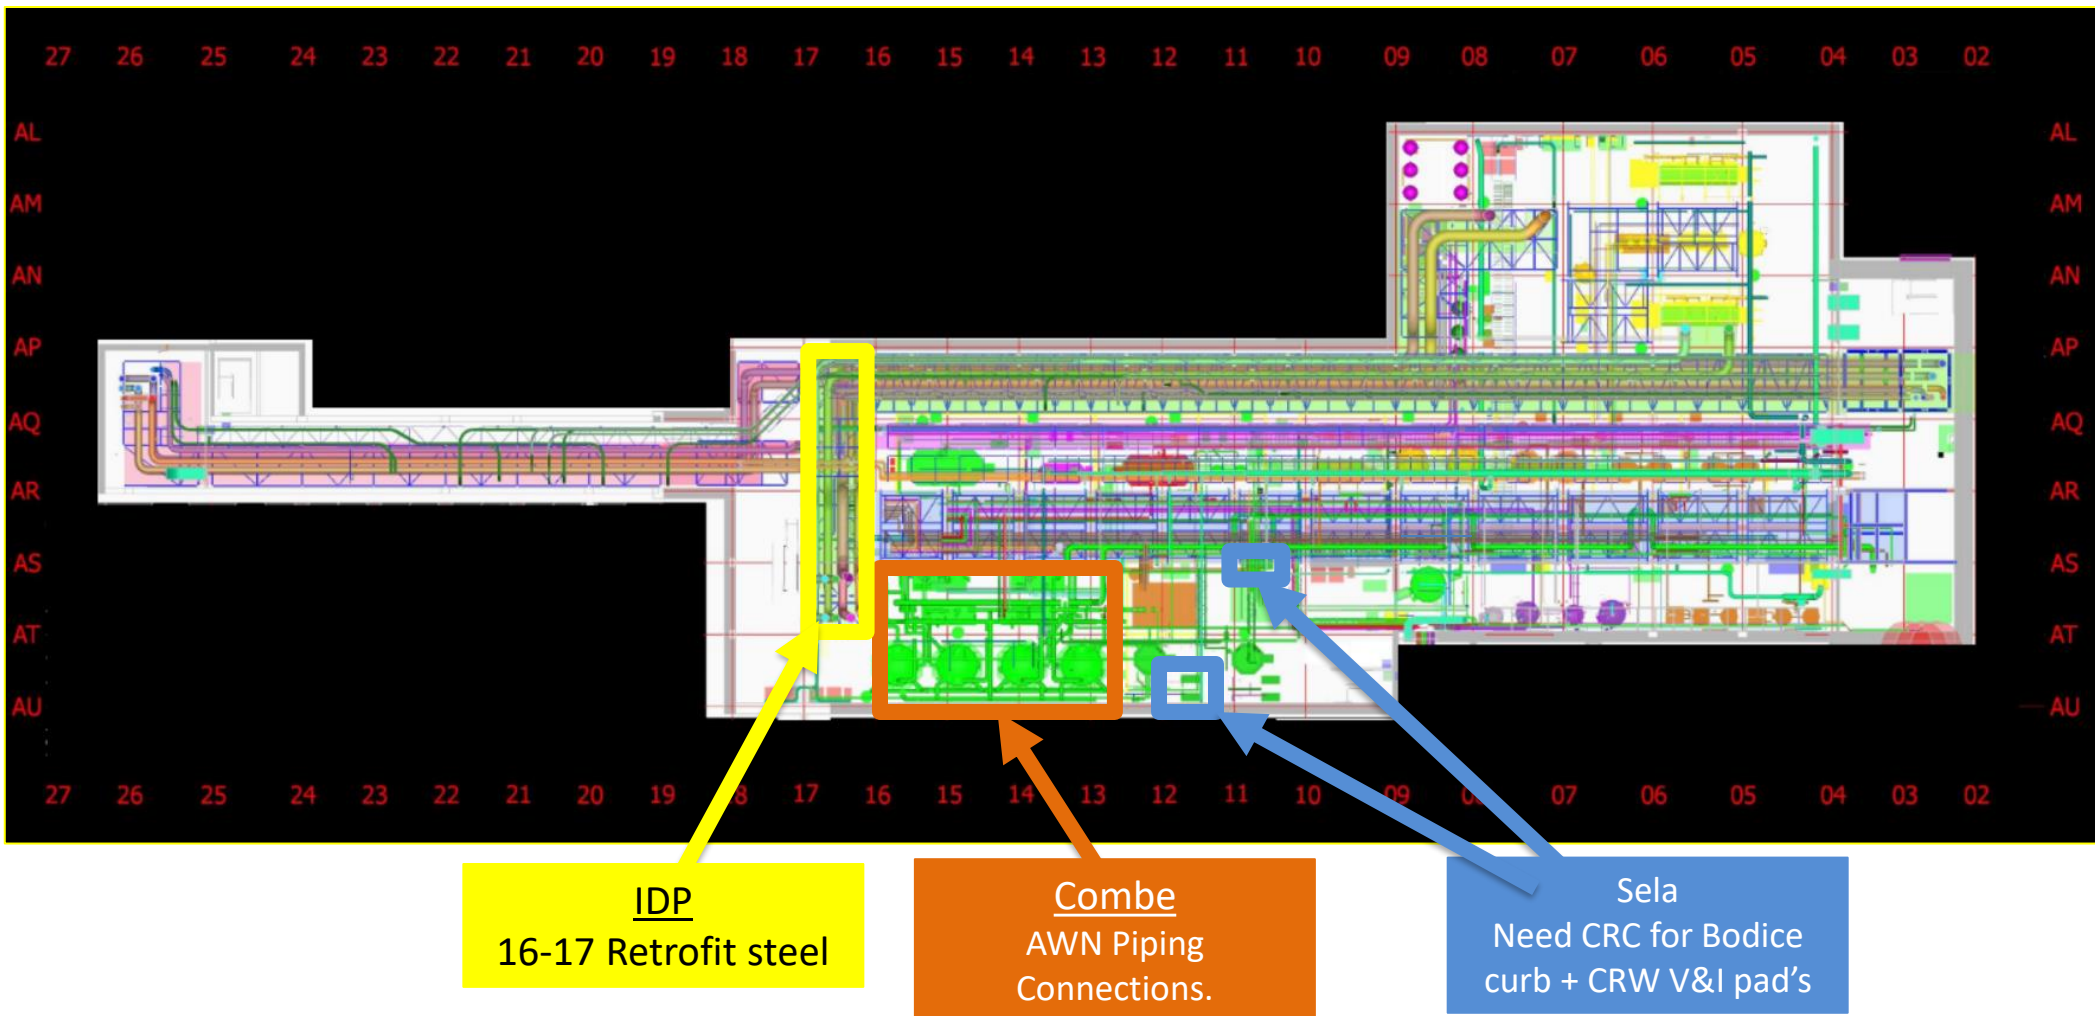 27 26 25 24 23 22 21 20 19 18 17 16 15 14 13 12 11 10 09 08 07 06 05 04 03 02
AL AL
AM AM
AN AN
AP AP
AQ AQ
AR AR
AS AS
AT AT
AU AU
27 26 25 24 23 22 21 20 19 18 17 16 15 14 13 12 11 10 09 08 07 06 05 04 03 02
IDP
16-17 Retrofit steel
Combe
AWN Piping
Connections.
Sela
Need CRC for Bodice
curb + CRW V&I pad's